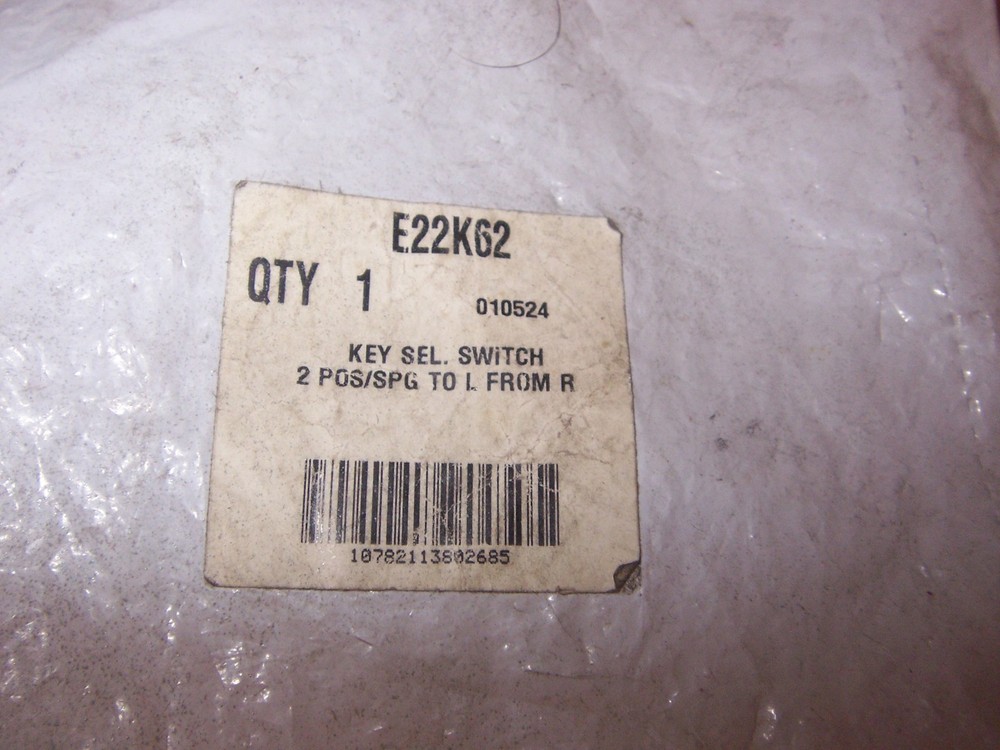 E22K62
QTY 1
010524
KEY SEL. SWITCH
2 POS/SPG TO L FROM R
10782113802685